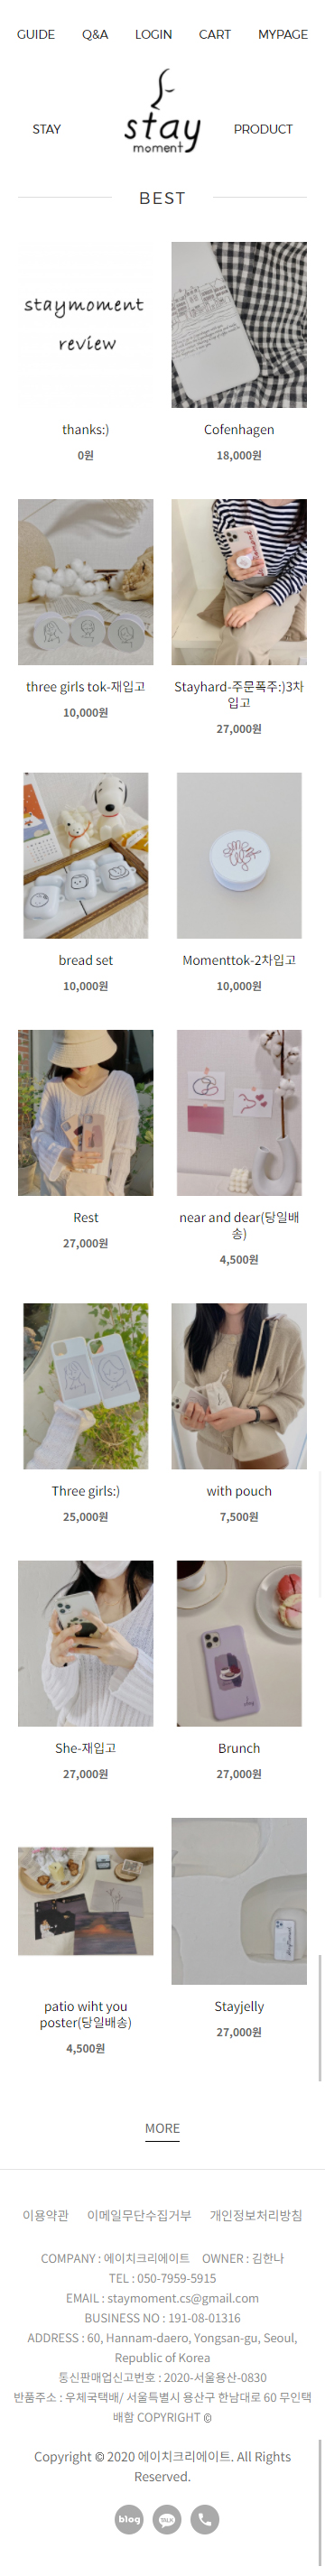 GUIDE Q&A LOGIN CART MYPAGE
stay
moment
STAY PRODUCT
BEST
staymoment
review
thanks:)
0원
Cofenhagen
18,000원
three girls tok-재입고
10,000원
Stayhard-주문폭주:)3차
입고
27,000원
bread set
10,000원
Momenttok-2차입고
10,000원
Rest
27,000원
near and dear(당일배
송)
4,500원
Three girls:)
25,000원
with pouch
7,500원
She-재입고
27,000원
Brunch
27,000원
patio wiht you
poster(당일배송)
4,500원
Stayjelly
27,000원
MORE
이용약관 이메일무단수집거부 개인정보처리방침
COMPANY : 에이치크리에이트 OWNER : 김한나
TEL : 050-7959-5915
EMAIL : staymoment.cs@gmail.com
BUSINESS NO : 191-08-01316
ADDRESS : 60, Hannam-daero, Yongsan-gu, Seoul,
Republic of Korea
통신판매업신고번호 : 2020-서울용산-0830
반품주소 : 우체국택배/ 서울특별시 용산구 한남대로 60 무인택
배함 COPYRIGHT ©
Copyright © 2020 에이치크리에이트. All Rights
Reserved.
blog TALK